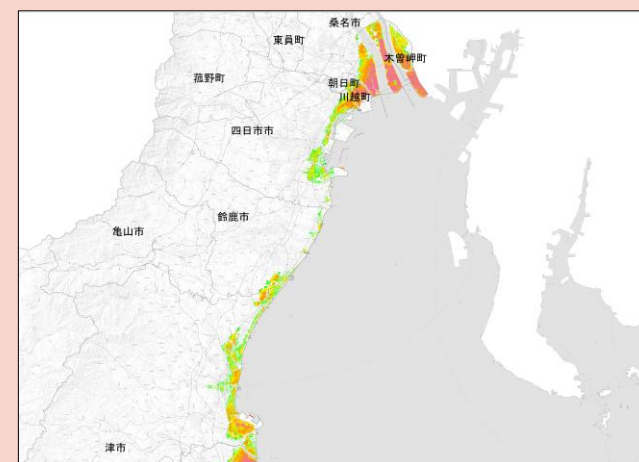 桑名市
東員町
木曽岬町
菰野町
朝日町
川越町
四日市市
鈴鹿市
亀山市
津市